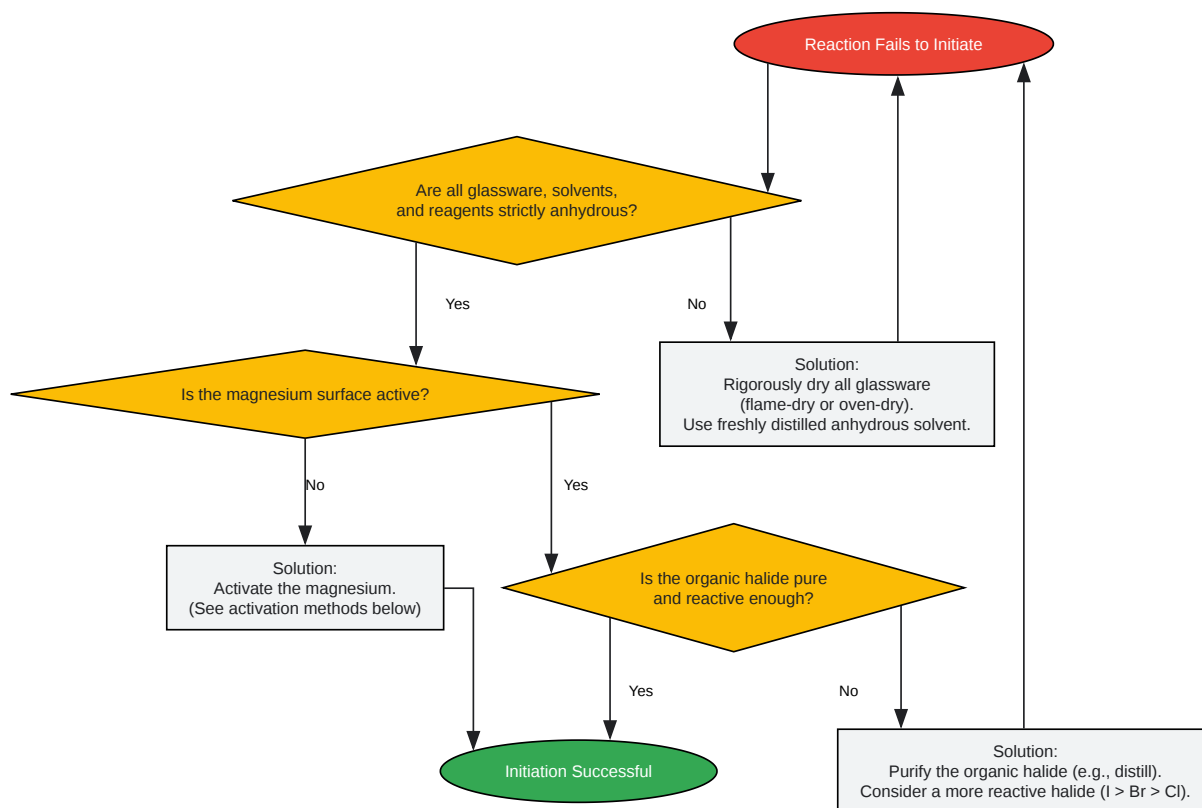 Reaction Fails to Initiate
Are all glassware, solvents,
and reagents strictly anhydrous?
Yes
No
Solution:
Rigorously dry all glassware
(flame-dry or oven-dry).
Use freshly distilled anhydrous solvent.
Is the magnesium surface active?
No
Yes
Solution:
Activate the magnesium.
(See activation methods below)
Is the organic halide pure
and reactive enough?
Yes
No
Initiation Successful
Solution:
Purify the organic halide (e.g., distill).
Consider a more reactive halide (I > Br > Cl).